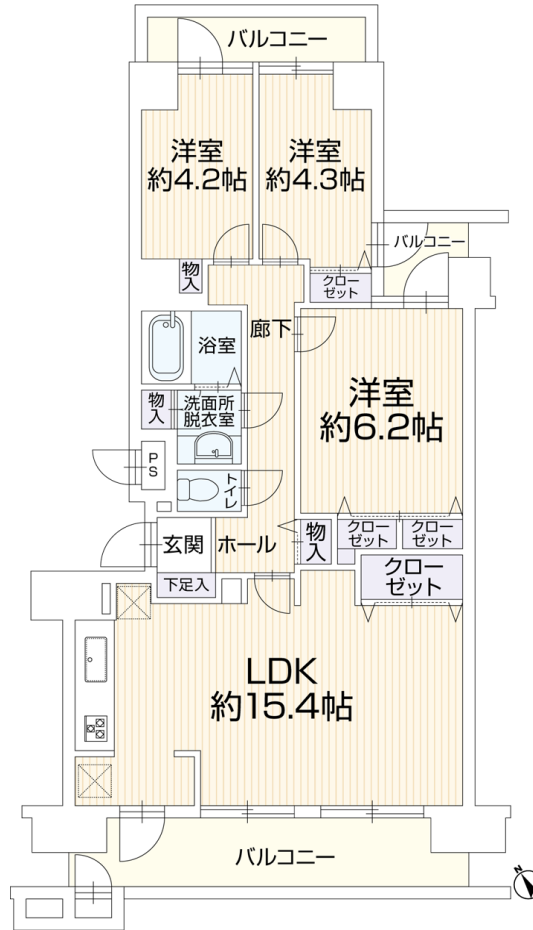 バルコニー
洋室
約4.2帖
洋室
約4.3帖
バルコニー
物
入
クロー
ゼット
廊下
浴室
洋室
約6.2帖
物
入
洗面所
脱衣室
PS
トイレ
玄関
ホール
物
入
クロー
ゼット
クロー
ゼット
クロー
ゼット
下足入
LDK
約15.4帖
バルコニー
N